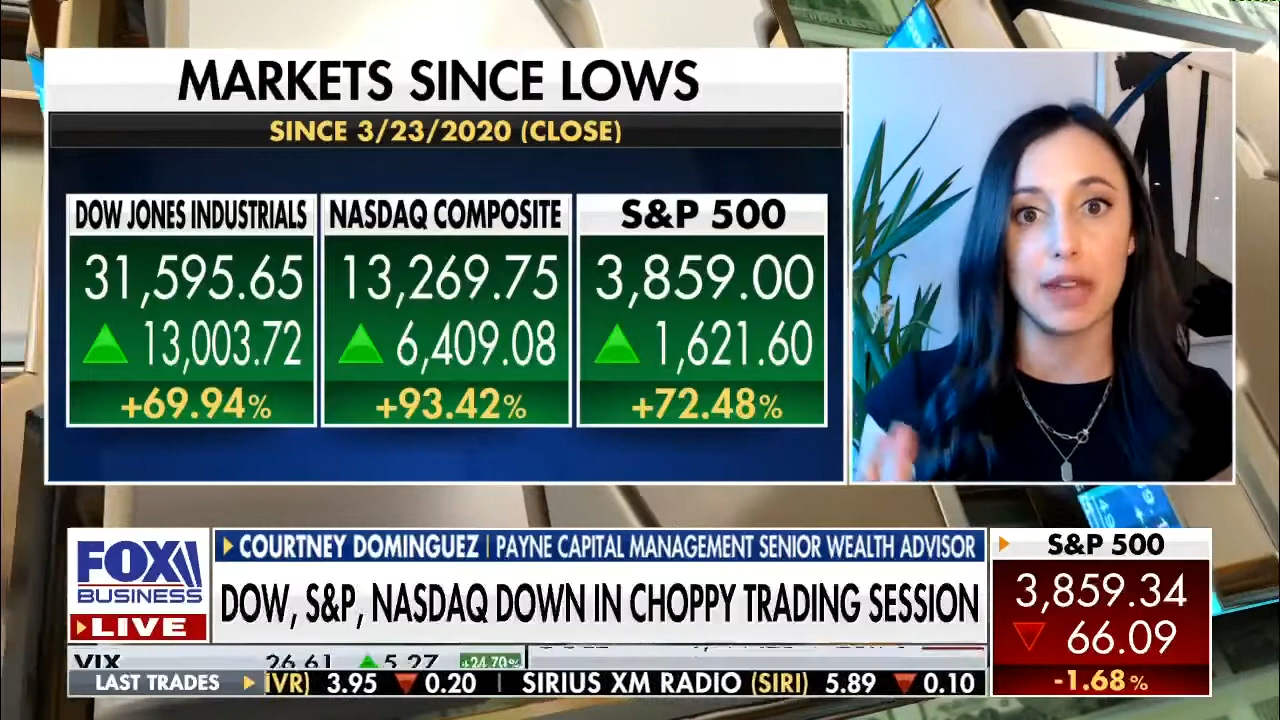 MARKETS SINCE LOWS
SINCE 3/23/2020 (CLOSE)
DOW JONES INDUSTRIALS
31,595.65
▲ 13,003.72
+69.94%
NASDAQ COMPOSITE
13,269.75
▲ 6,409.08
+93.42%
S&P 500
3,859.00
▲ 1,621.60
+72.48%
FOX
BUSINESS
LIVE
COURTNEY DOMINGUEZ | PAYNE CAPITAL MANAGEMENT SENIOR WEALTH ADVISOR
DOW, S&P, NASDAQ DOWN IN CHOPPY TRADING SESSION
S&P 500
3,859.34
▼ 66.09
-1.68%
VIX 26.61 ▲ 5.27 +24.70%
LAST TRADES IVR) 3.95 ▼ 0.20 | SIRIUS XM RADIO (SIRI) 5.89 ▼ 0.10